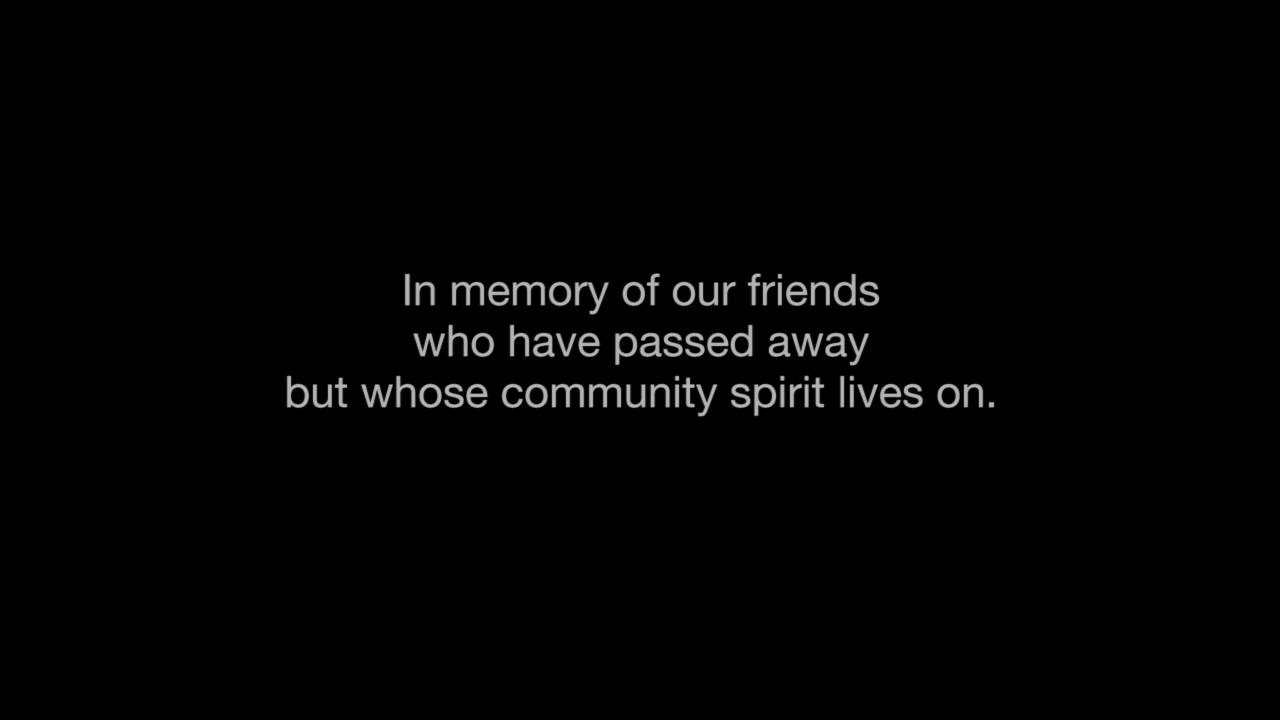 In memory of our friends
who have passed away
but whose community spirit lives on.